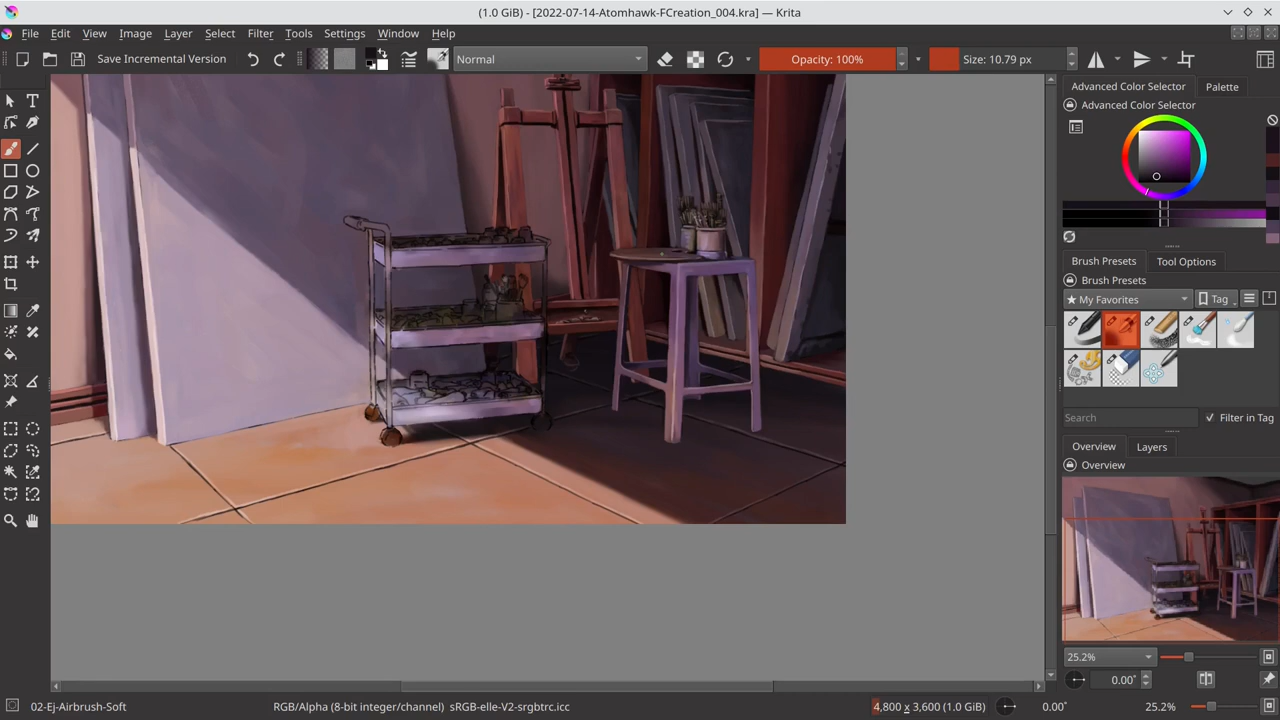 (1.0 GiB) - [2022-07-14-Atomhawk-FCreation_004.kra] — Krita
File Edit View Image Layer Select Filter Tools Settings Window Help
Save Incremental Version Normal Opacity: 100% Size: 10.79 px
Advanced Color Selector Palette
Advanced Color Selector
Brush Presets Tool Options
Brush Presets
★ My Favorites Tag
Search Filter in Tag
Overview Layers
Overview
25.2%
0.00°
02-Ej-Airbrush-Soft RGB/Alpha (8-bit integer/channel) sRGB-elle-V2-srgbtrc.icc 4,800 x 3,600 (1.0 GiB) 0.00° 25.2%